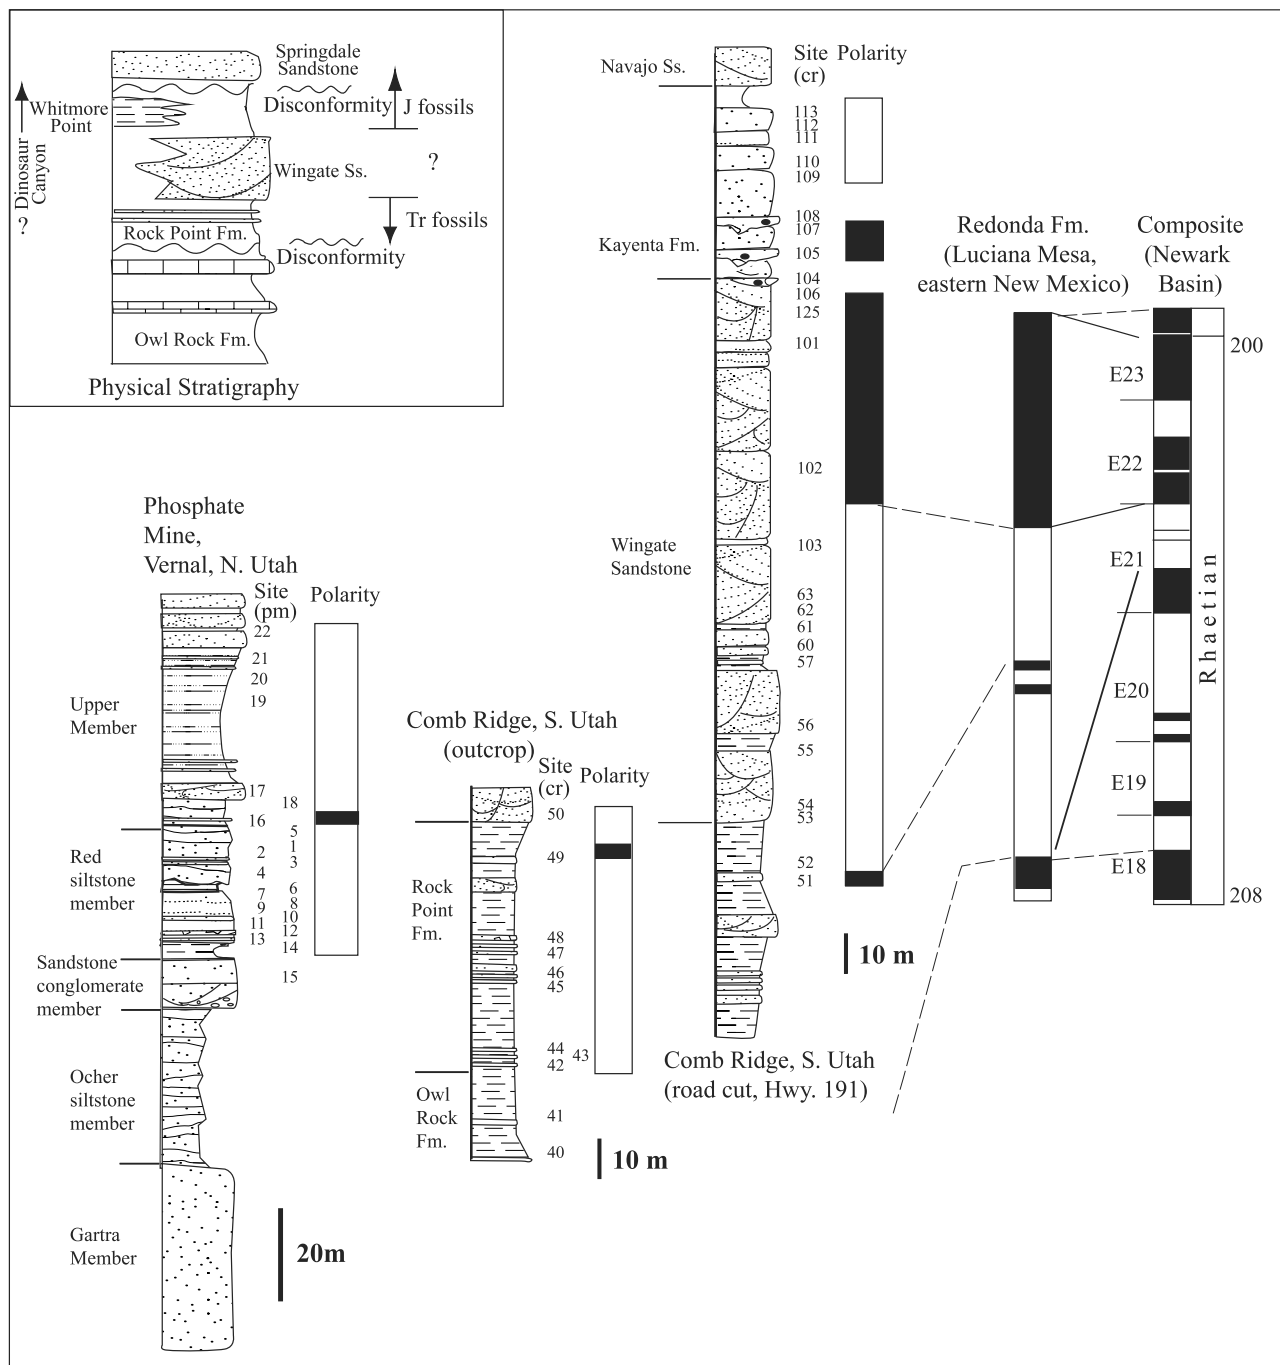 Springdale
Sandstone
Disconformity
J fossils
Whitmore
Point
Dinosaur
Canyon
?
Wingate Ss.
?
Tr fossils
Rock Point Fm.
Disconformity
Owl Rock Fm.
Physical Stratigraphy
Phosphate
Mine,
Vernal, N. Utah
Site
(pm)
Polarity
22
21
20
19
17
18
16
5
1
2
3
4
6
7
8
9
10
11
12
13
14
15
Upper
Member
Red
siltstone
member
Sandstone
conglomerate
member
Ocher
siltstone
member
Gartra
Member
20m
Comb Ridge, S. Utah
(outcrop)
Site
(cr)
Polarity
50
49
48
47
46
45
44
43
42
41
40
Rock
Point
Fm.
Owl
Rock
Fm.
10 m
Site
(cr)
Polarity
Navajo Ss.
Kayenta Fm.
Wingate
Sandstone
113
112
111
110
109
108
107
105
104
106
125
101
102
103
63
62
61
60
57
56
55
54
53
52
51
10 m
Comb Ridge, S. Utah
(road cut, Hwy. 191)
Redonda Fm.
(Luciana Mesa,
eastern New Mexico)
Composite
(Newark
Basin)
200
E23
E22
E21
E20
E19
E18
208
Rhaetian